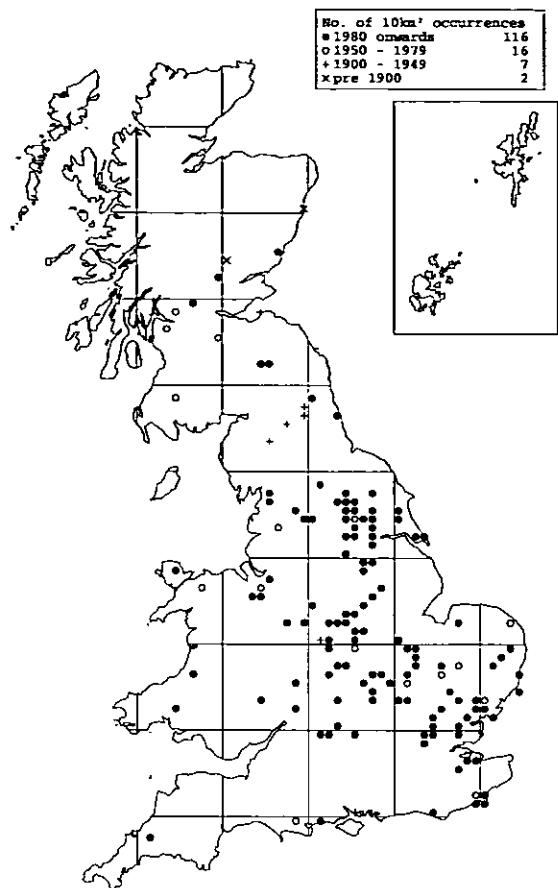 No. of 10km² occurrences
● 1980 onwards 116
○ 1950 - 1979 16
+ 1900 - 1949 7
x pre 1900 2